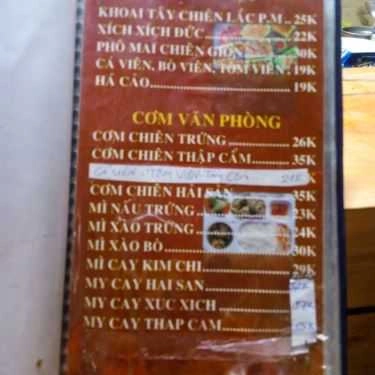 KHOAI TÂY CHIÊN LẮC P.M .. 25K
XÍCH XÍCH ĐỨC ............ 22K
PHÔ MAI CHIÊN GIÒN ........ 30K
CÁ VIÊN, BÒ VIÊN, TÔM VIÊN . 19K
HÁ CẢO .................... 19K
CƠM VĂN PHÒNG
CƠM CHIÊN TRỨNG ............ 26K
CƠM CHIÊN THẬP CẨM ........ 35K
CƠM CHIÊN HẢI SẢN ........ 35K
MÌ NẤU TRỨNG ............ 23K
MÌ XÀO TRỨNG ............ 24K
MÌ XÀO BÒ ................ 30K
MÌ CAY KIM CHI ............ 29K
MY CAY HAI SAN
MY CAY XUC XICH
MY CAY THAP CAM